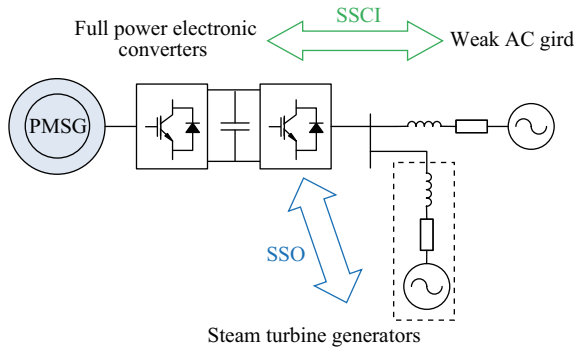 Full power electronic
converters
SSCI
Weak AC gird
PMSG
SSO
Steam turbine generators